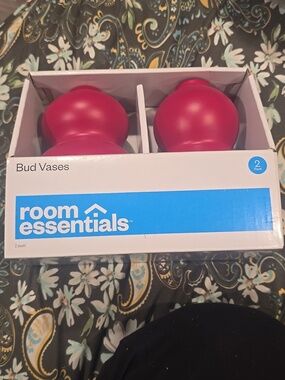 Bud Vases
2
room
essentials